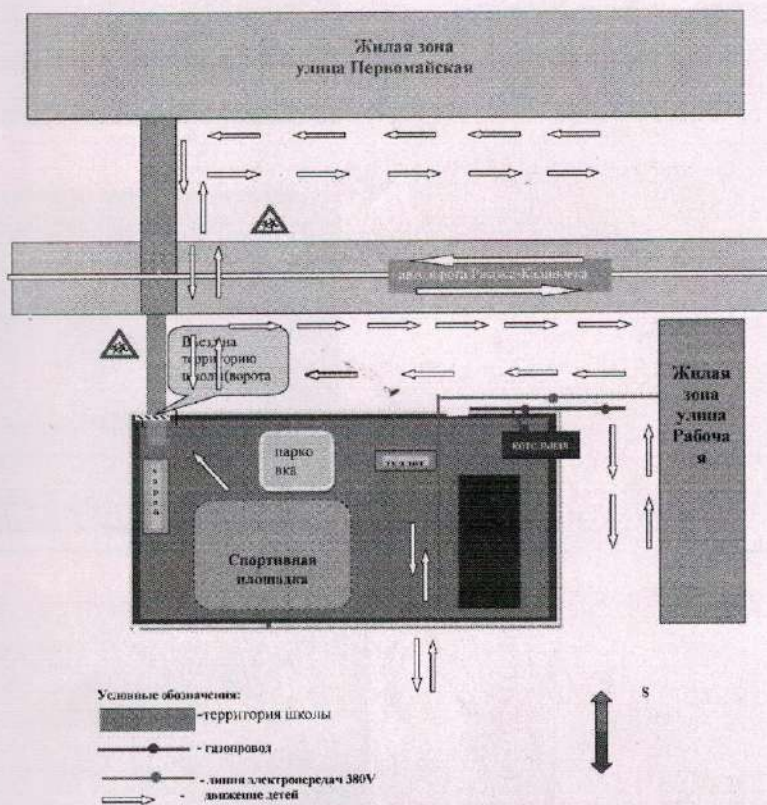 Жилая зона
улица Первомайская
автодорога
Въезд на
территорию
школы(ворота
Жилая
зона
улица
Рабоча
я
котельная
парко
вка
Спортивная
площадка
Условные обозначения:
-территория школы
- газопровод
- линия электропередач 380V
- движение детей
S